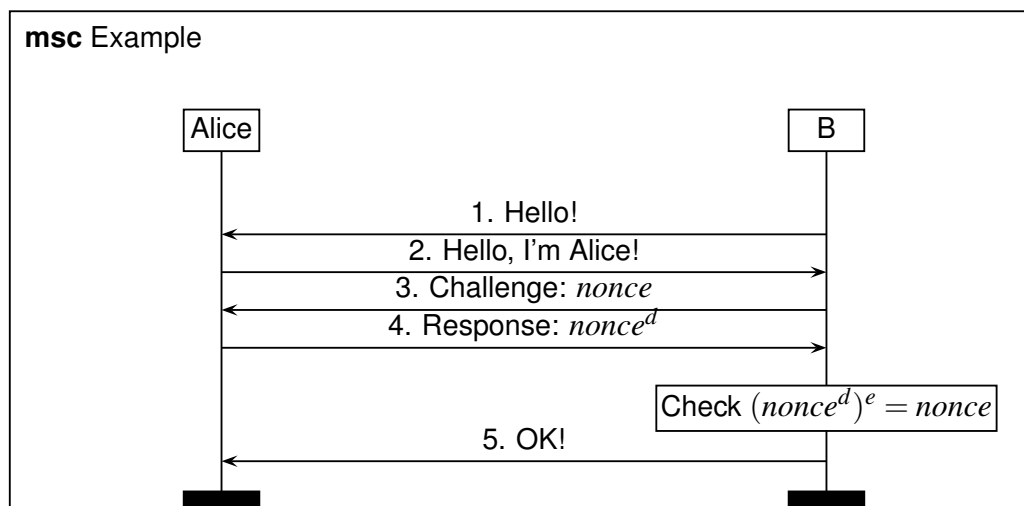 msc Example
Alice
B
1. Hello!
2. Hello, I'm Alice!
3. Challenge: nonce
4. Response: nonce^d
Check (nonce^d)^e = nonce
5. OK!